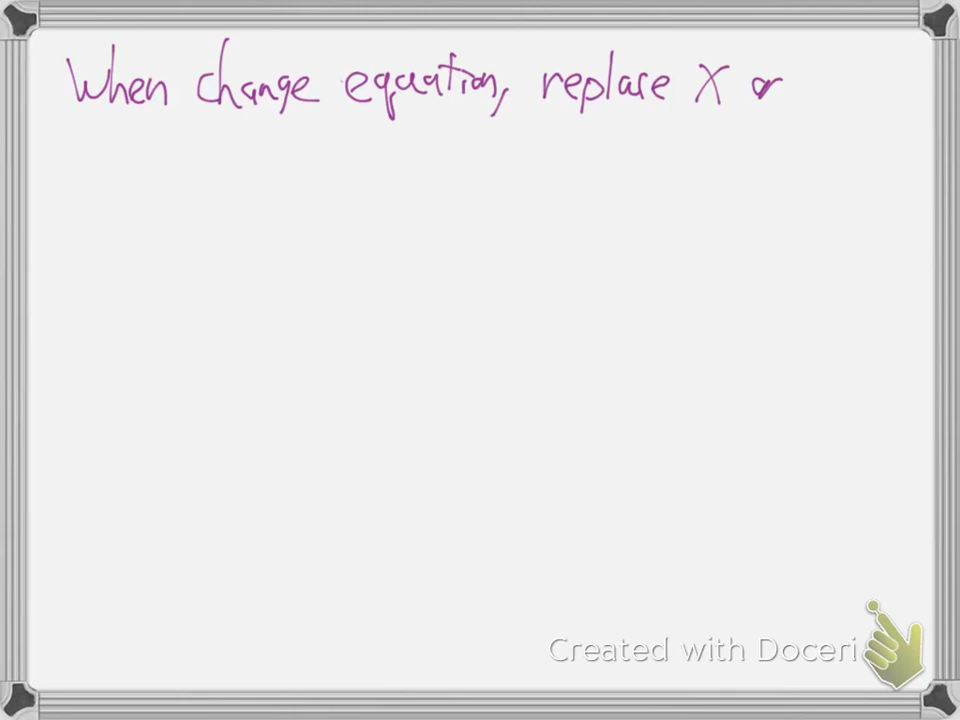 When change equation, replace X or
Created with Doceri